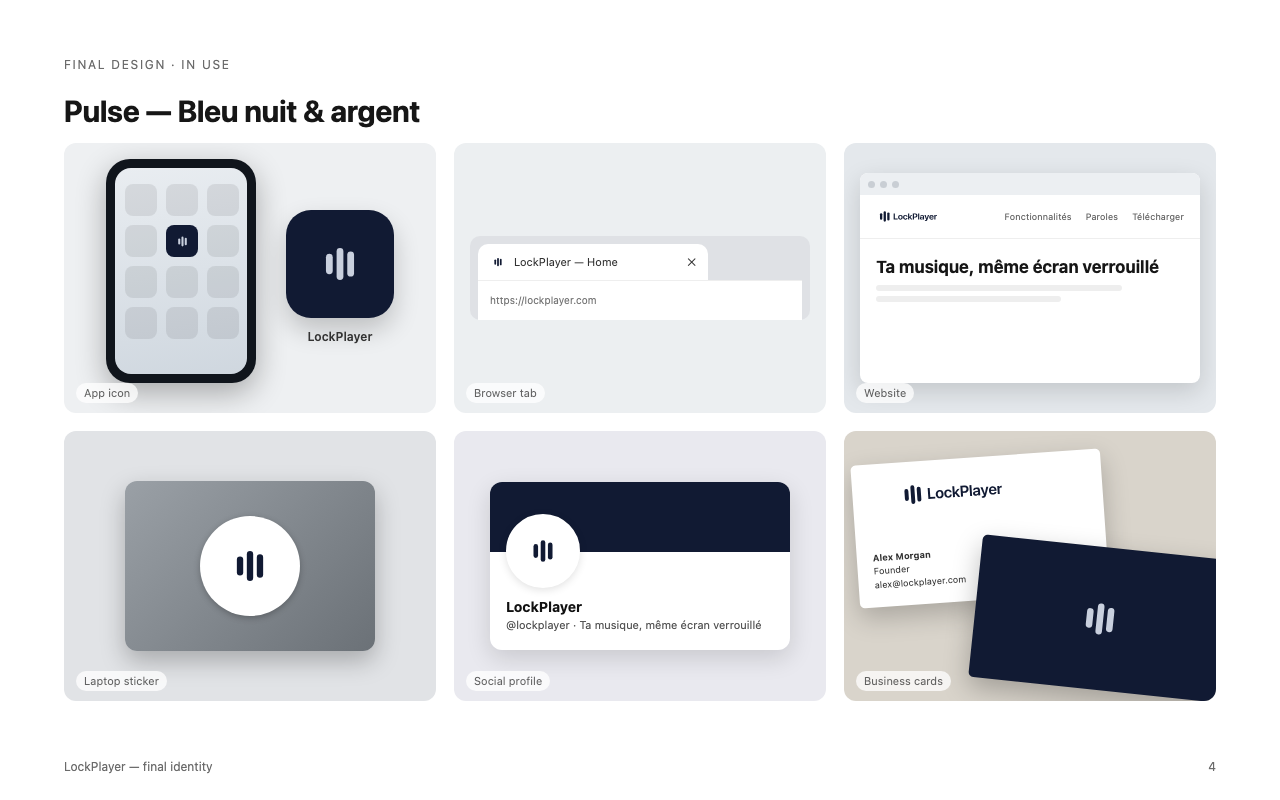 FINAL DESIGN · IN USE
Pulse — Bleu nuit & argent
LockPlayer
App icon
LockPlayer — Home
https://lockplayer.com
Browser tab
LockPlayer
Fonctionnalités
Paroles
Télécharger
Ta musique, même écran verrouillé
Website
Laptop sticker
LockPlayer
@lockplayer · Ta musique, même écran verrouillé
Social profile
LockPlayer
Alex Morgan
Founder
alex@lockplayer.com
Business cards
LockPlayer — final identity
4